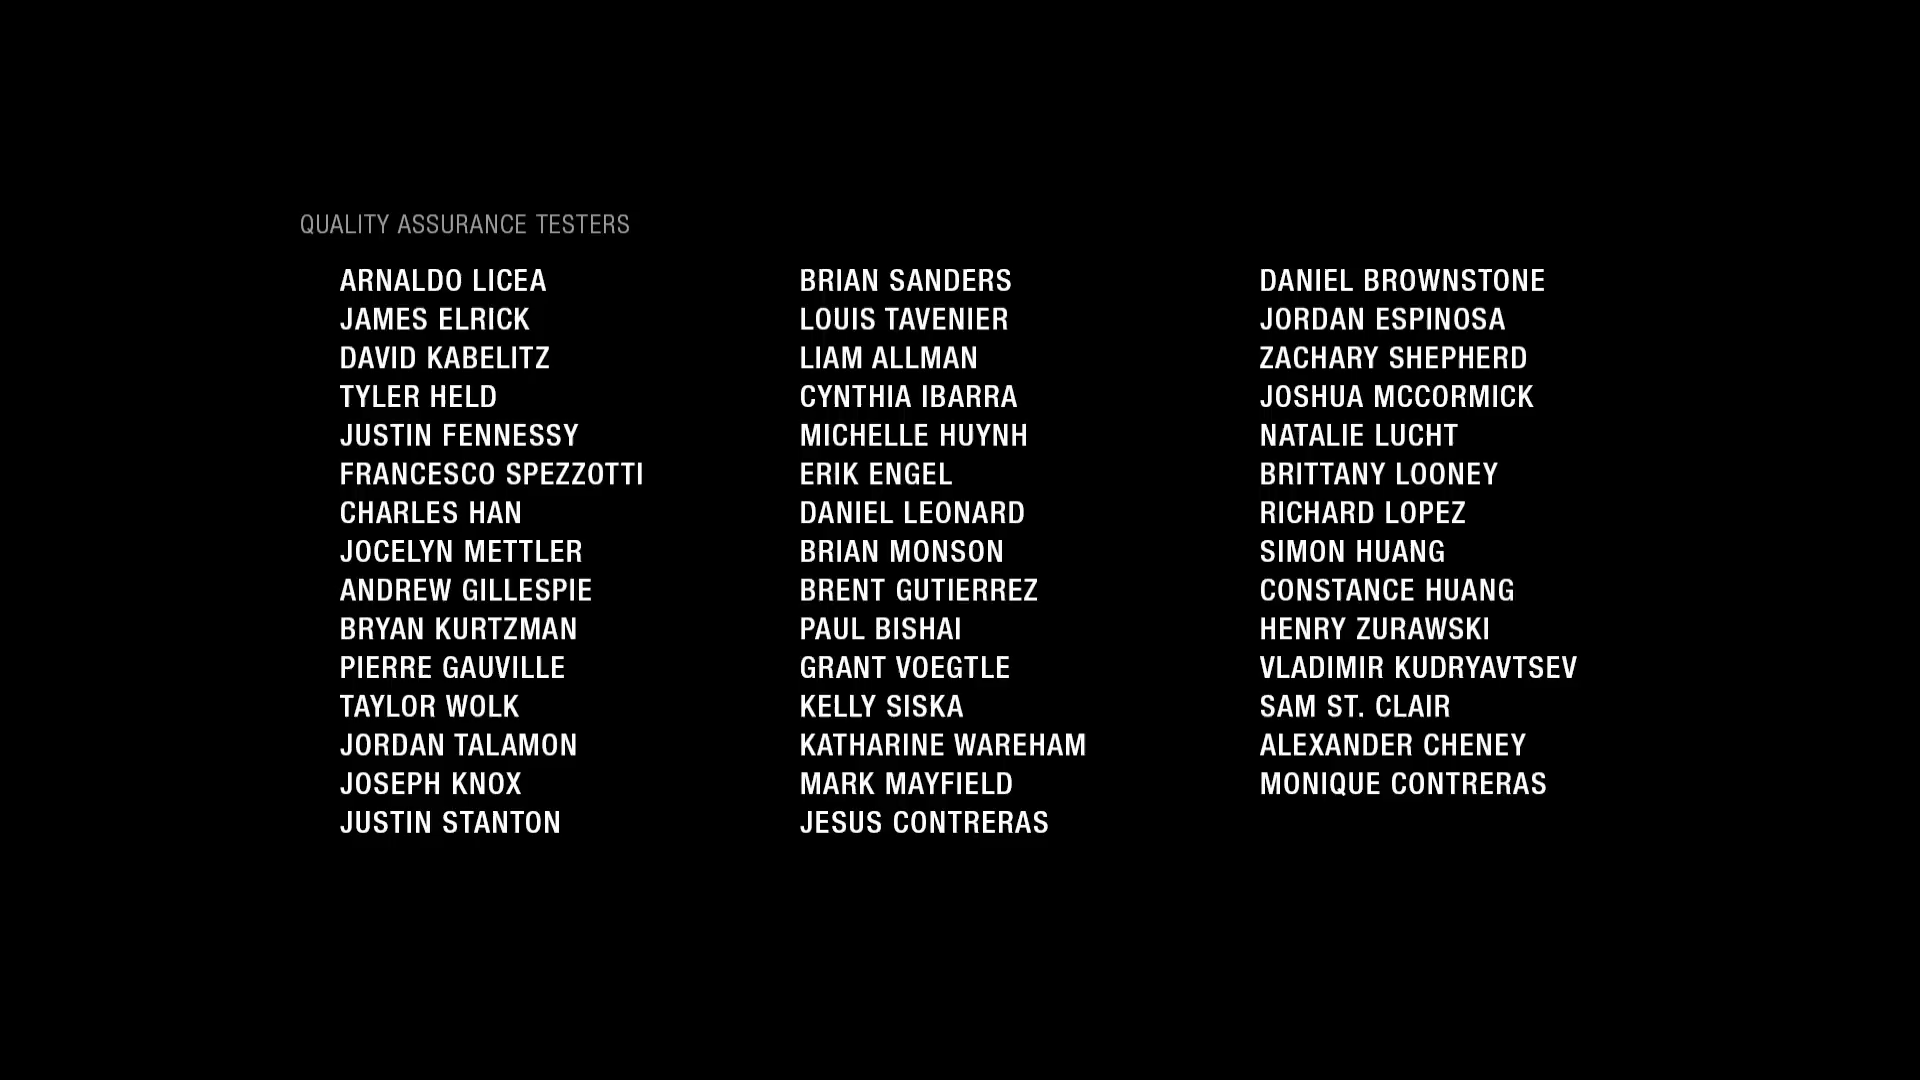 QUALITY ASSURANCE TESTERS
ARNALDO LICEA
JAMES ELRICK
DAVID KABELITZ
TYLER HELD
JUSTIN FENNESSY
FRANCESCO SPEZZOTTI
CHARLES HAN
JOCELYN METTLER
ANDREW GILLESPIE
BRYAN KURTZMAN
PIERRE GAUVILLE
TAYLOR WOLK
JORDAN TALAMON
JOSEPH KNOX
JUSTIN STANTON
BRIAN SANDERS
LOUIS TAVENIER
LIAM ALLMAN
CYNTHIA IBARRA
MICHELLE HUYNH
ERIK ENGEL
DANIEL LEONARD
BRIAN MONSON
BRENT GUTIERREZ
PAUL BISHAI
GRANT VOEGTLE
KELLY SISKA
KATHARINE WAREHAM
MARK MAYFIELD
JESUS CONTRERAS
DANIEL BROWNSTONE
JORDAN ESPINOSA
ZACHARY SHEPHERD
JOSHUA MCCORMICK
NATALIE LUCHT
BRITTANY LOONEY
RICHARD LOPEZ
SIMON HUANG
CONSTANCE HUANG
HENRY ZURAWSKI
VLADIMIR KUDRYAVTSEV
SAM ST. CLAIR
ALEXANDER CHENEY
MONIQUE CONTRERAS